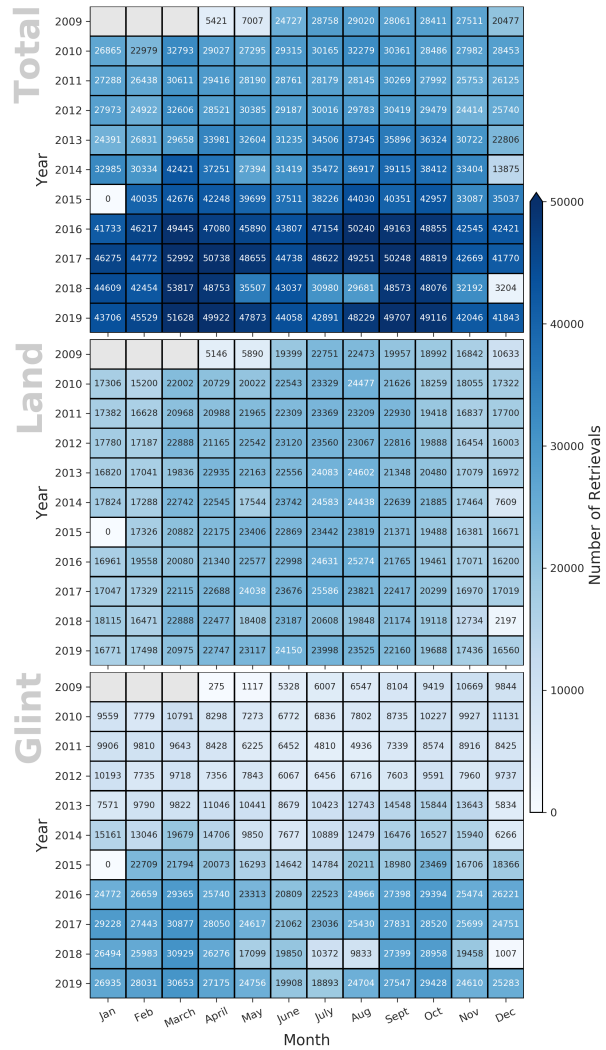 Total
Year
2009 5421 7007 24727 28758 29020 28061 28411 27511 20477
2010 26865 22979 32793 29027 27295 29315 30165 32279 30361 28486 27982 28453
2011 27288 26438 30611 29416 28190 28761 28179 28145 30269 27992 25753 26125
2012 27973 24922 32606 28521 30385 29187 30016 29783 30419 29479 24414 25740
2013 24391 26831 29658 33981 32604 31235 34506 37345 35896 36324 30722 22806
2014 32985 30334 42421 37251 27394 31419 35472 36917 39115 38412 33404 13875
2015 0 40035 42676 42248 39699 37511 38226 44030 40351 42957 33087 35037
2016 41733 46217 49445 47080 45890 43807 47154 50240 49163 48855 42545 42421
2017 46275 44772 52992 50738 48655 44738 48622 49251 50248 48819 42669 41770
2018 44609 42454 53817 48753 35507 43037 30980 29681 48573 48076 32192 3204
2019 43706 45529 51628 49922 47873 44058 42891 48229 49707 49116 42046 41843
Land
Year
2009 5146 5890 19399 22751 22473 19957 18992 16842 10633
2010 17306 15200 22002 20729 20022 22543 23329 24477 21626 18259 18055 17322
2011 17382 16628 20968 20988 21965 22309 23369 23209 22930 19418 16837 17700
2012 17780 17187 22888 21165 22542 23120 23560 23067 22816 19888 16454 16003
2013 16820 17041 19836 22935 22163 22556 24083 24602 21348 20480 17079 16972
2014 17824 17288 22742 22545 17544 23742 24583 24438 22639 21885 17464 7609
2015 0 17326 20882 22175 23406 22869 23442 23819 21371 19488 16381 16671
2016 16961 19558 20080 21340 22577 22998 24631 25274 21765 19461 17071 16200
2017 17047 17329 22115 22688 24038 23676 25586 23821 22417 20299 16970 17019
2018 18115 16471 22888 22477 18408 23187 20608 19848 21174 19118 12734 2197
2019 16771 17498 20975 22747 23117 24150 23998 23525 22160 19688 17436 16560
Glint
Year
2009 275 1117 5328 6007 6547 8104 9419 10669 9844
2010 9559 7779 10791 8298 7273 6772 6836 7802 8735 10227 9927 11131
2011 9906 9810 9643 8428 6225 6452 4810 4936 7339 8574 8916 8425
2012 10193 7735 9718 7356 7843 6067 6456 6716 7603 9591 7960 9737
2013 7571 9790 9822 11046 10441 8679 10423 12743 14548 15844 13643 5834
2014 15161 13046 19679 14706 9850 7677 10889 12479 16476 16527 15940 6266
2015 0 22709 21794 20073 16293 14642 14784 20211 18980 23469 16706 18366
2016 24772 26659 29365 25740 23313 20809 22523 24966 27398 29394 25474 26221
2017 29228 27443 30877 28050 24617 21062 23036 25430 27831 28520 25699 24751
2018 26494 25983 30929 26276 17099 19850 10372 9833 27399 28958 19458 1007
2019 26935 28031 30653 27175 24756 19908 18893 24704 27547 29428 24610 25283
Jan Feb March April May June July Aug Sept Oct Nov Dec
Month
50000
40000
30000
20000
10000
0
Number of Retrievals